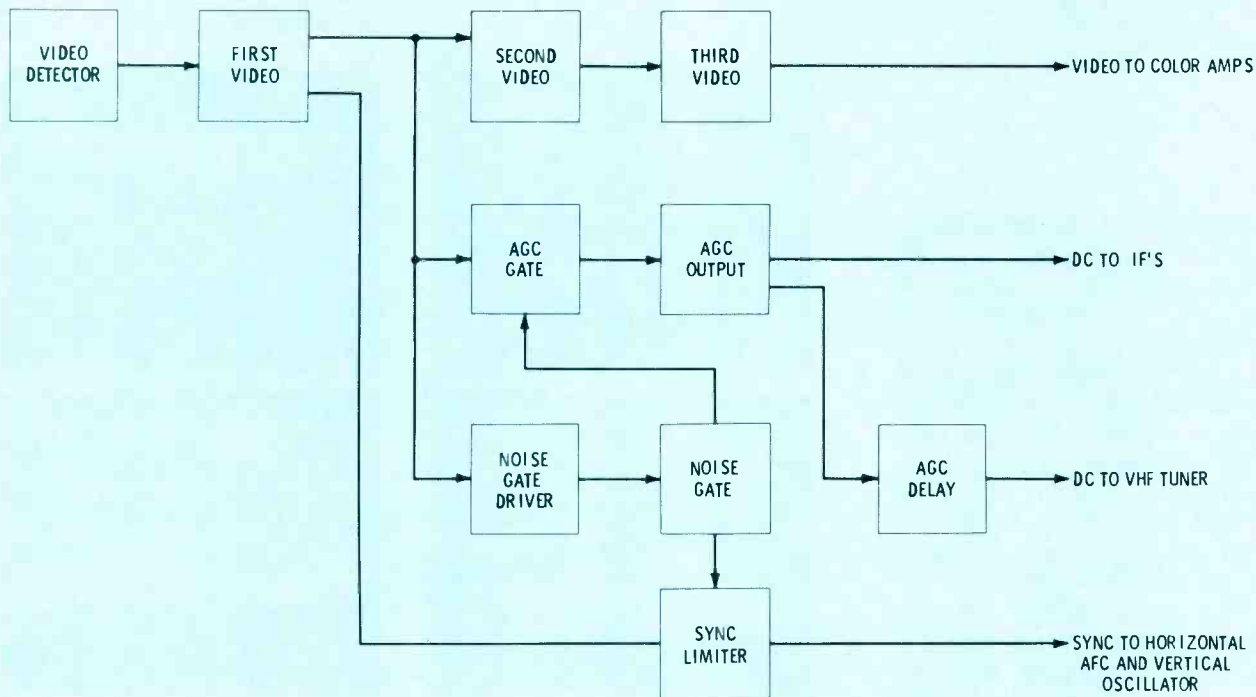 VIDEO
DETECTOR
FIRST
VIDEO
SECOND
VIDEO
THIRD
VIDEO
VIDEO TO COLOR AMPS
AGC
GATE
AGC
OUTPUT
DC TO IF'S
NOISE
GATE
DRIVER
NOISE
GATE
AGC
DELAY
DC TO VHF TUNER
SYNC
LIMITER
SYNC TO HORIZONTAL
AFC AND VERTICAL
OSCILLATOR